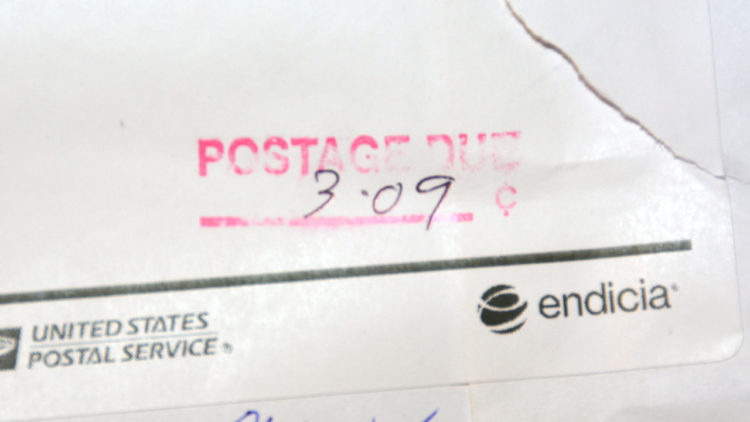 POSTAGE DUE
3.09 ¢
UNITED STATES
POSTAL SERVICE®
endicia®